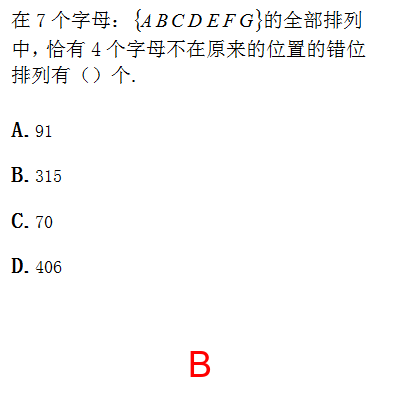 在 7 个字母：{A B C D E F G}的全部排列
中，恰有 4 个字母不在原来的位置的错位
排列有（）个.
A. 91
B. 315
C. 70
D. 406
B